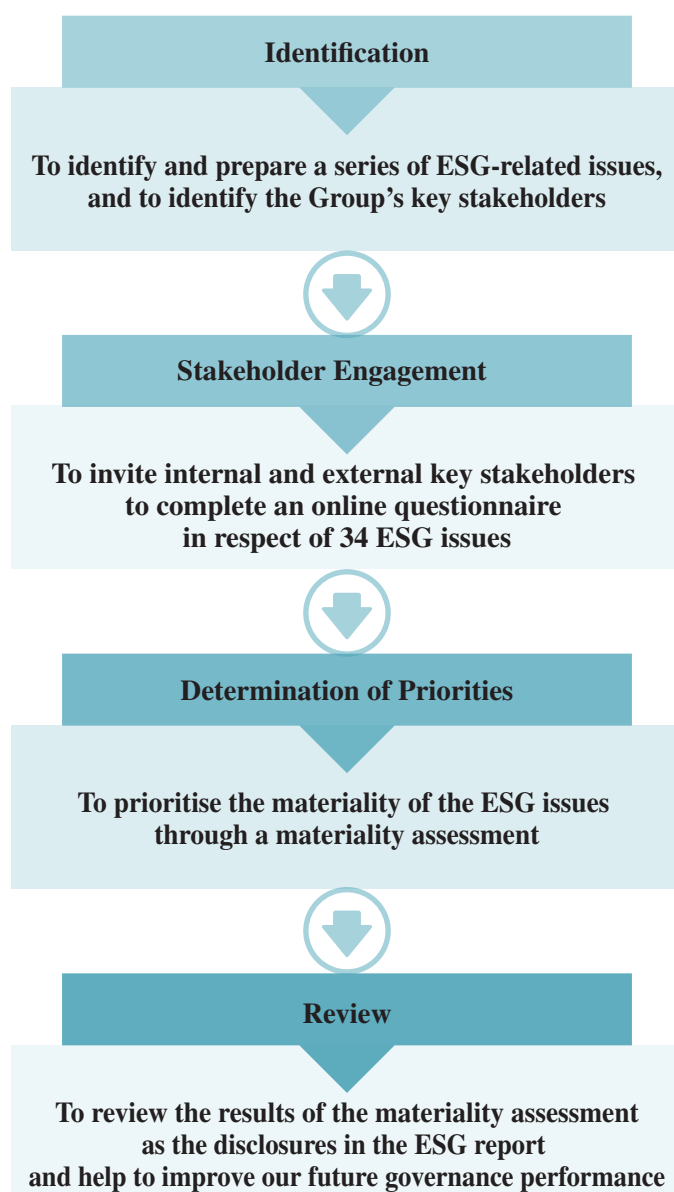 Identification
To identify and prepare a series of ESG-related issues,
and to identify the Group’s key stakeholders
Stakeholder Engagement
To invite internal and external key stakeholders
to complete an online questionnaire
in respect of 34 ESG issues
Determination of Priorities
To prioritise the materiality of the ESG issues
through a materiality assessment
Review
To review the results of the materiality assessment
as the disclosures in the ESG report
and help to improve our future governance performance